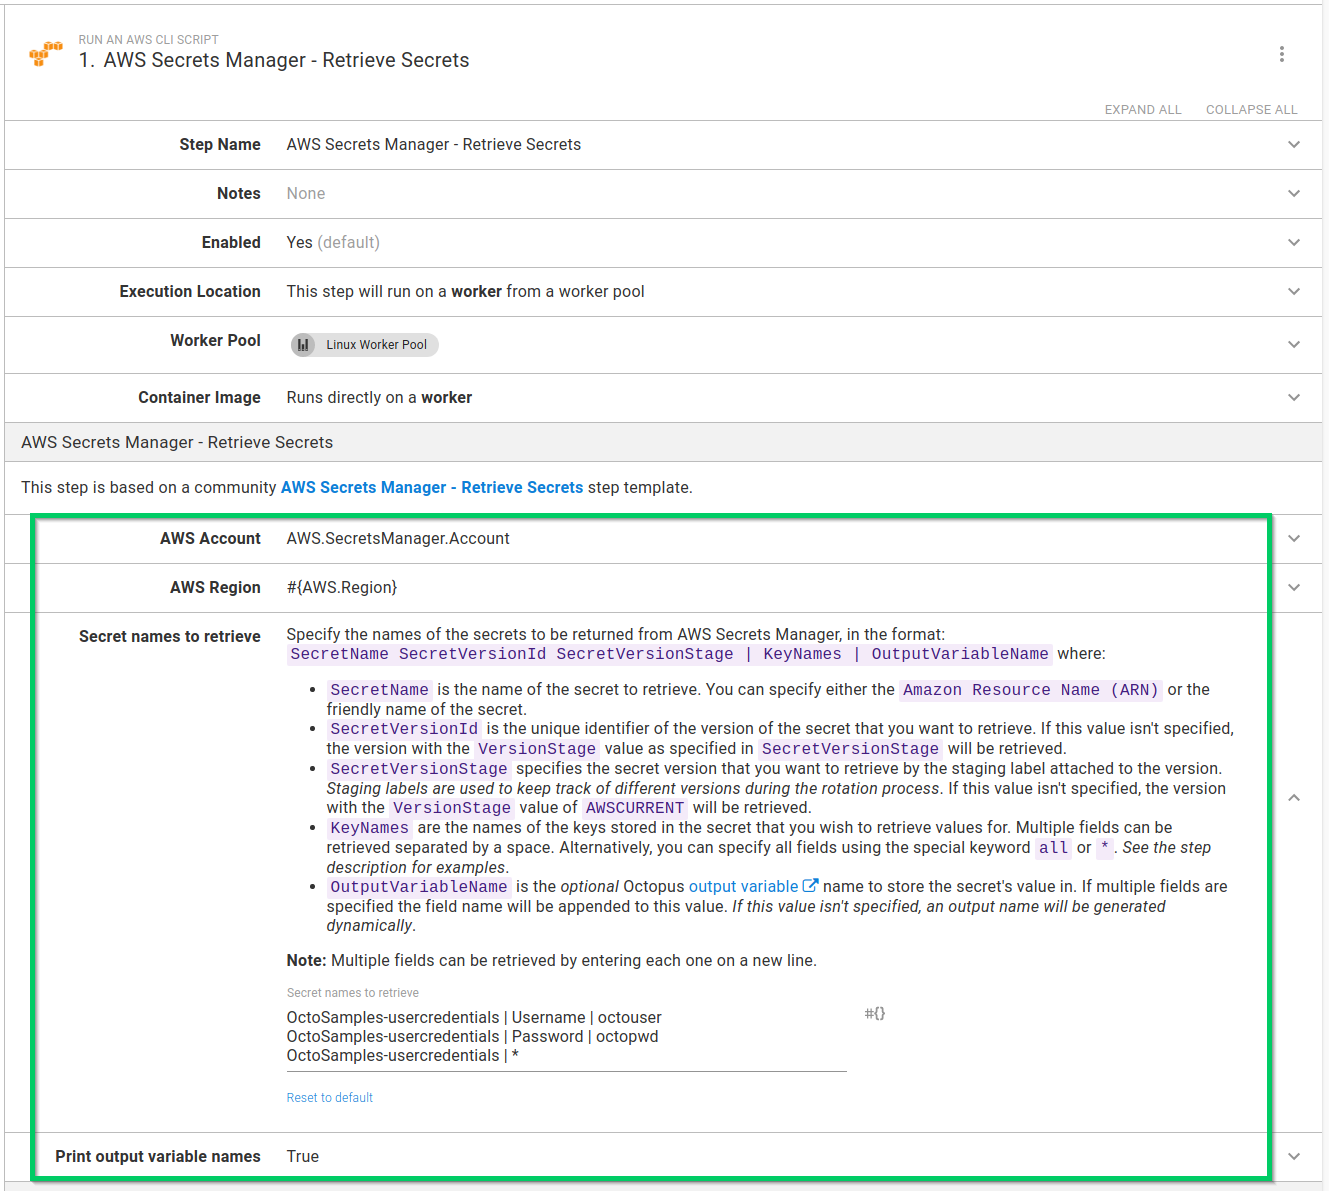 RUN AN AWS CLI SCRIPT
1. AWS Secrets Manager - Retrieve Secrets
EXPAND ALL COLLAPSE ALL
Step Name AWS Secrets Manager - Retrieve Secrets
Notes None
Enabled Yes (default)
Execution Location This step will run on a worker from a worker pool
Worker Pool Linux Worker Pool
Container Image Runs directly on a worker
AWS Secrets Manager - Retrieve Secrets
This step is based on a community AWS Secrets Manager - Retrieve Secrets step template.
AWS Account AWS.SecretsManager.Account
AWS Region #{AWS.Region}
Secret names to retrieve Specify the names of the secrets to be returned from AWS Secrets Manager, in the format:
SecretName SecretVersionId SecretVersionStage | KeyNames | OutputVariableName where:
• SecretName is the name of the secret to retrieve. You can specify either the Amazon Resource Name (ARN) or the
friendly name of the secret.
• SecretVersionId is the unique identifier of the version of the secret that you want to retrieve. If this value isn't specified,
the version with the VersionStage value as specified in SecretVersionStage will be retrieved.
• SecretVersionStage specifies the secret version that you want to retrieve by the staging label attached to the version.
Staging labels are used to keep track of different versions during the rotation process. If this value isn't specified, the version
with the VersionStage value of AWSCURRENT will be retrieved.
• KeyNames are the names of the keys stored in the secret that you wish to retrieve values for. Multiple fields can be
retrieved separated by a space. Alternatively, you can specify all fields using the special keyword all or *. See the step
description for examples.
• OutputVariableName is the optional Octopus output variable name to store the secret's value in. If multiple fields are
specified the field name will be appended to this value. If this value isn't specified, an output name will be generated
dynamically.
Note: Multiple fields can be retrieved by entering each one on a new line.
Secret names to retrieve
OctoSamples-usercredentials | Username | octouser #{}
OctoSamples-usercredentials | Password | octopwd
OctoSamples-usercredentials | *
Reset to default
Print output variable names True